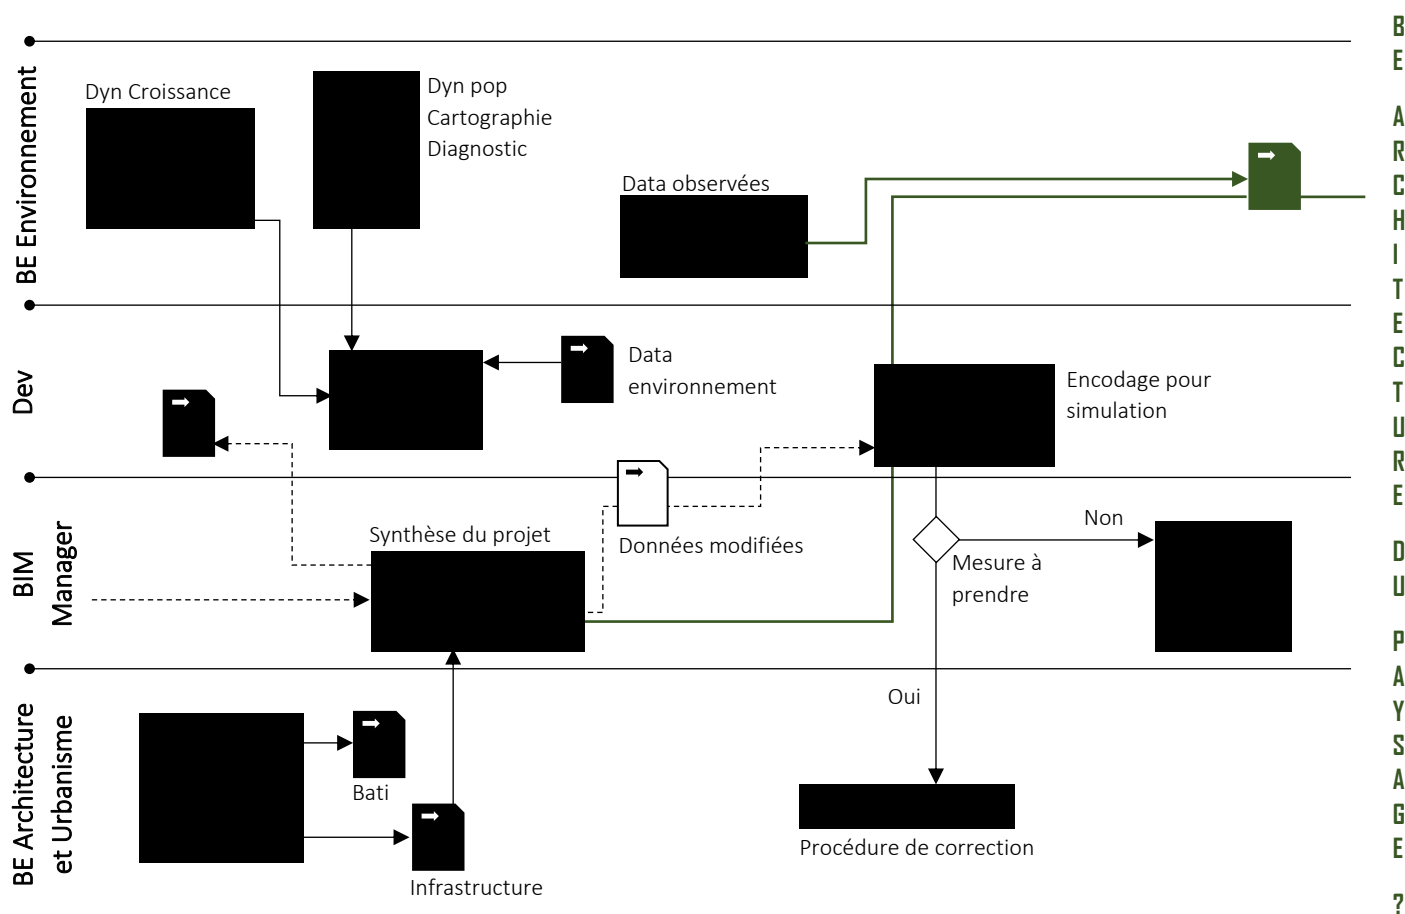 BE Environnement
Dyn Croissance
Dyn pop
Cartographie
Diagnostic
Data observées
Dev
Data
environnement
Encodage pour
simulation
BIM
Manager
Synthèse du projet
Données modifiées
Mesure à
prendre
Non
Oui
BE Architecture
et Urbanisme
Bati
Infrastructure
Procédure de correction
BE ARCHITECTURE DU PAYSAGE ?